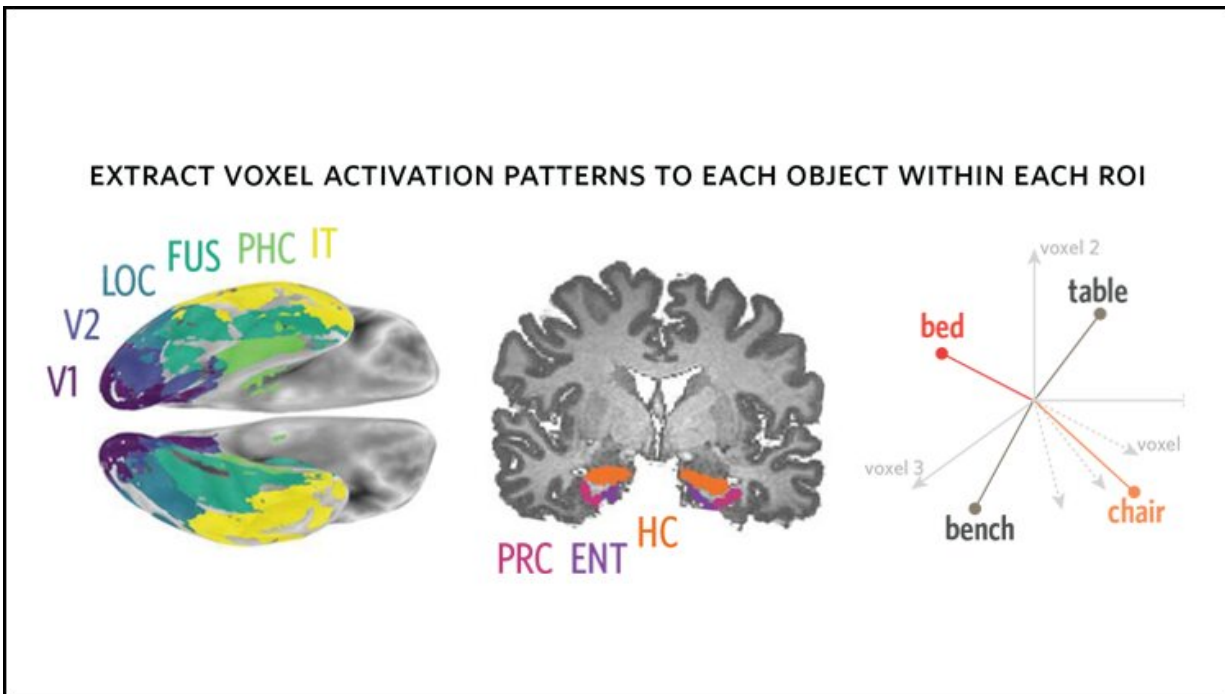 EXTRACT VOXEL ACTIVATION PATTERNS TO EACH OBJECT WITHIN EACH ROI
V1
V2
LOC
FUS
PHC
IT
PRC
ENT
HC
voxel 2
table
bed
voxel
voxel 3
bench
chair